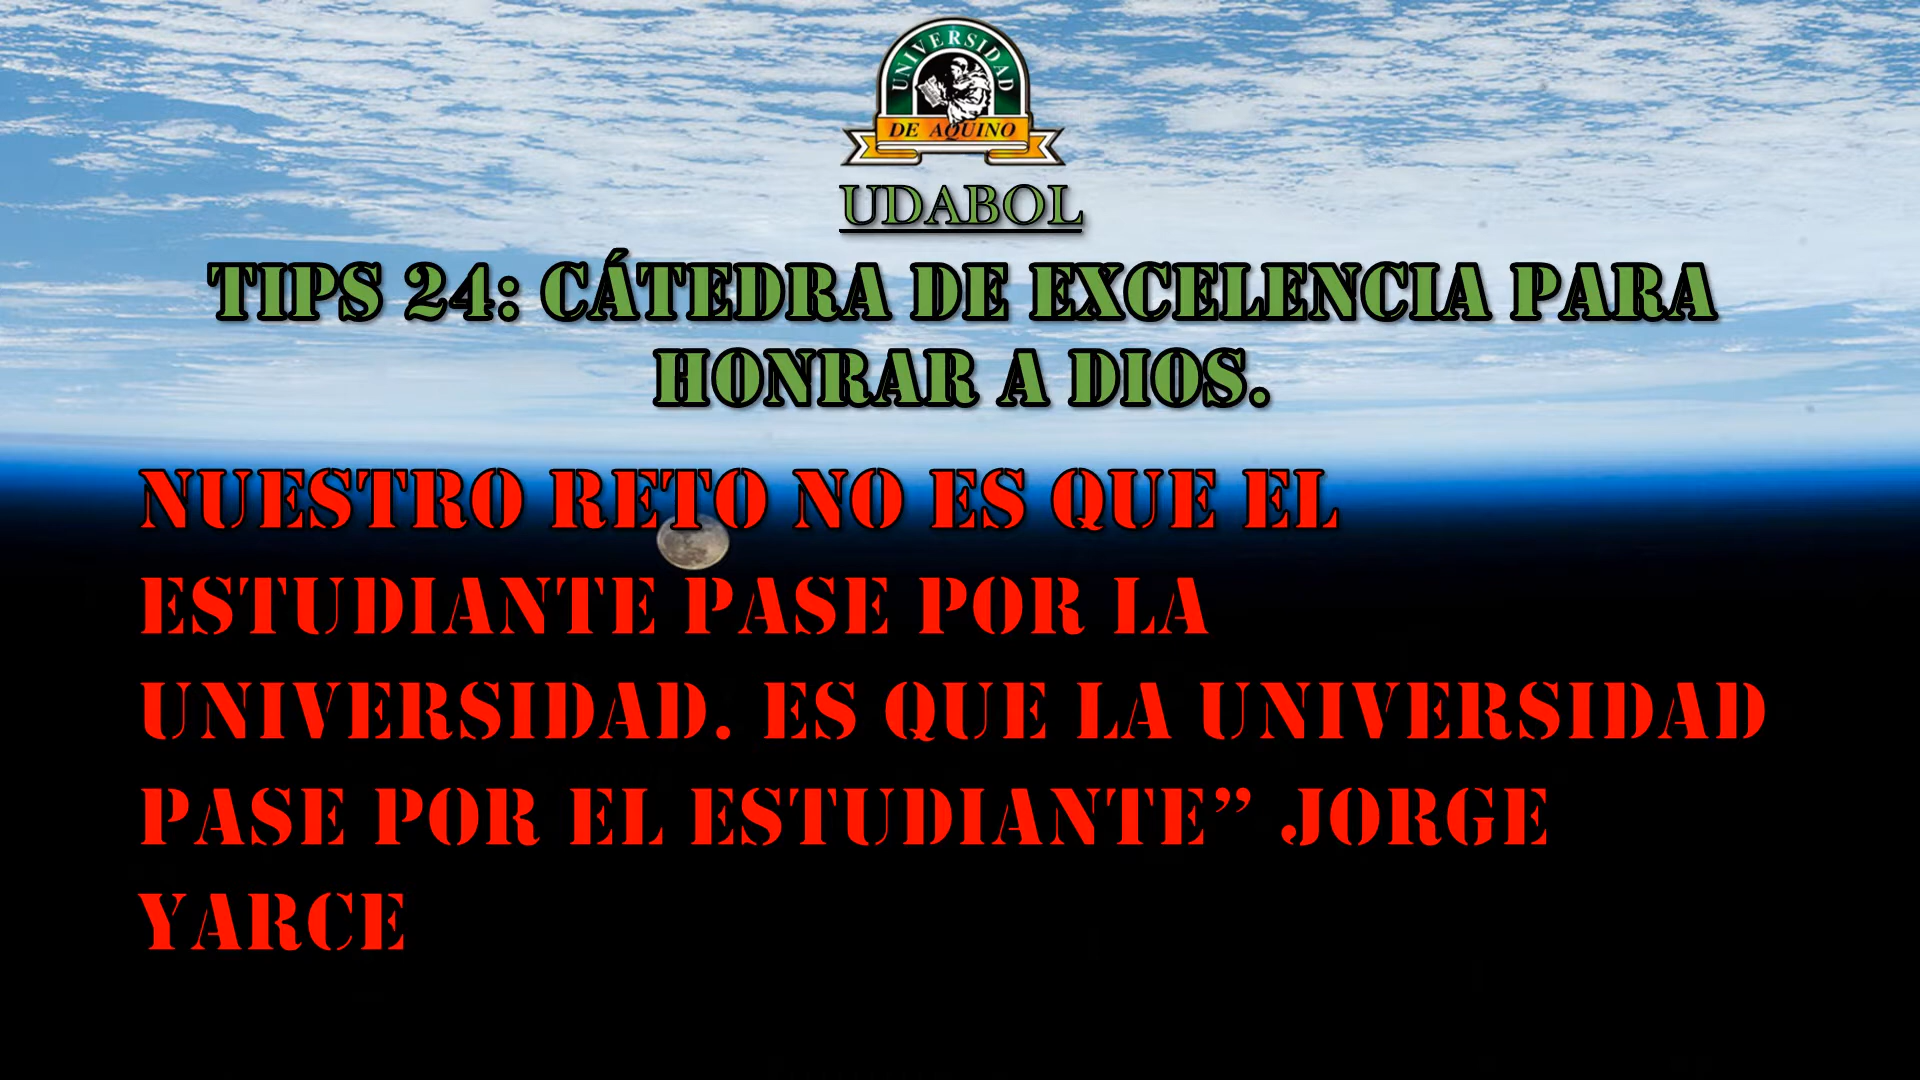 UNIVERSIDAD
DE AQUINO
UDABOL
TIPS 24: CÁTEDRA DE EXCELENCIA PARA
HONRAR A DIOS.
NUESTRO RETO NO ES QUE EL
ESTUDIANTE PASE POR LA
UNIVERSIDAD. ES QUE LA UNIVERSIDAD
PASE POR EL ESTUDIANTE” JORGE
YARCE